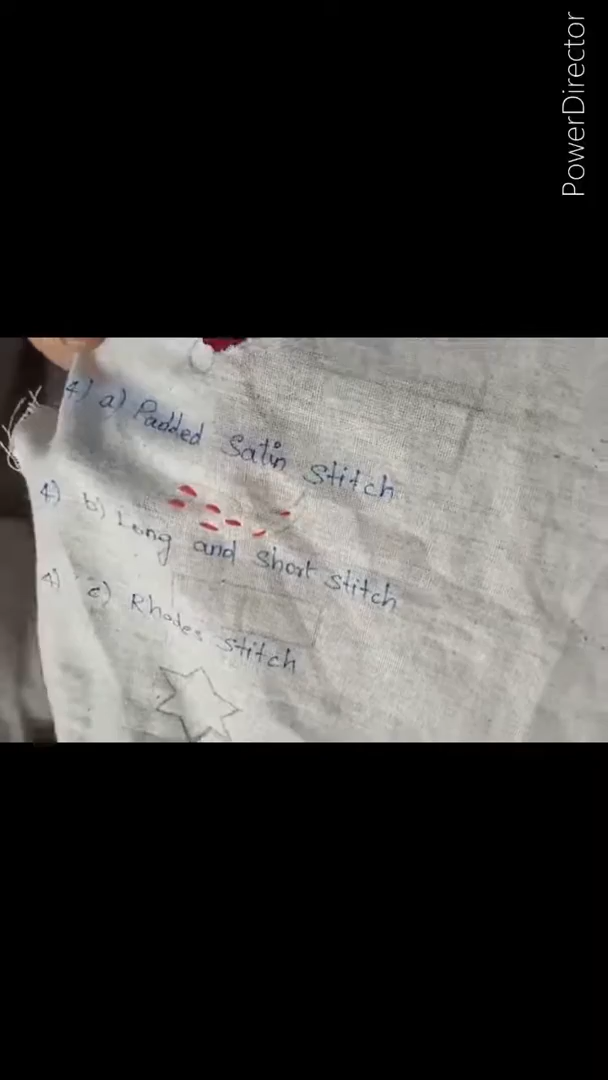 PowerDirector
4) a) Padded Satin Stitch
4) b) Long and short stitch
4) c) Rhodes stitch